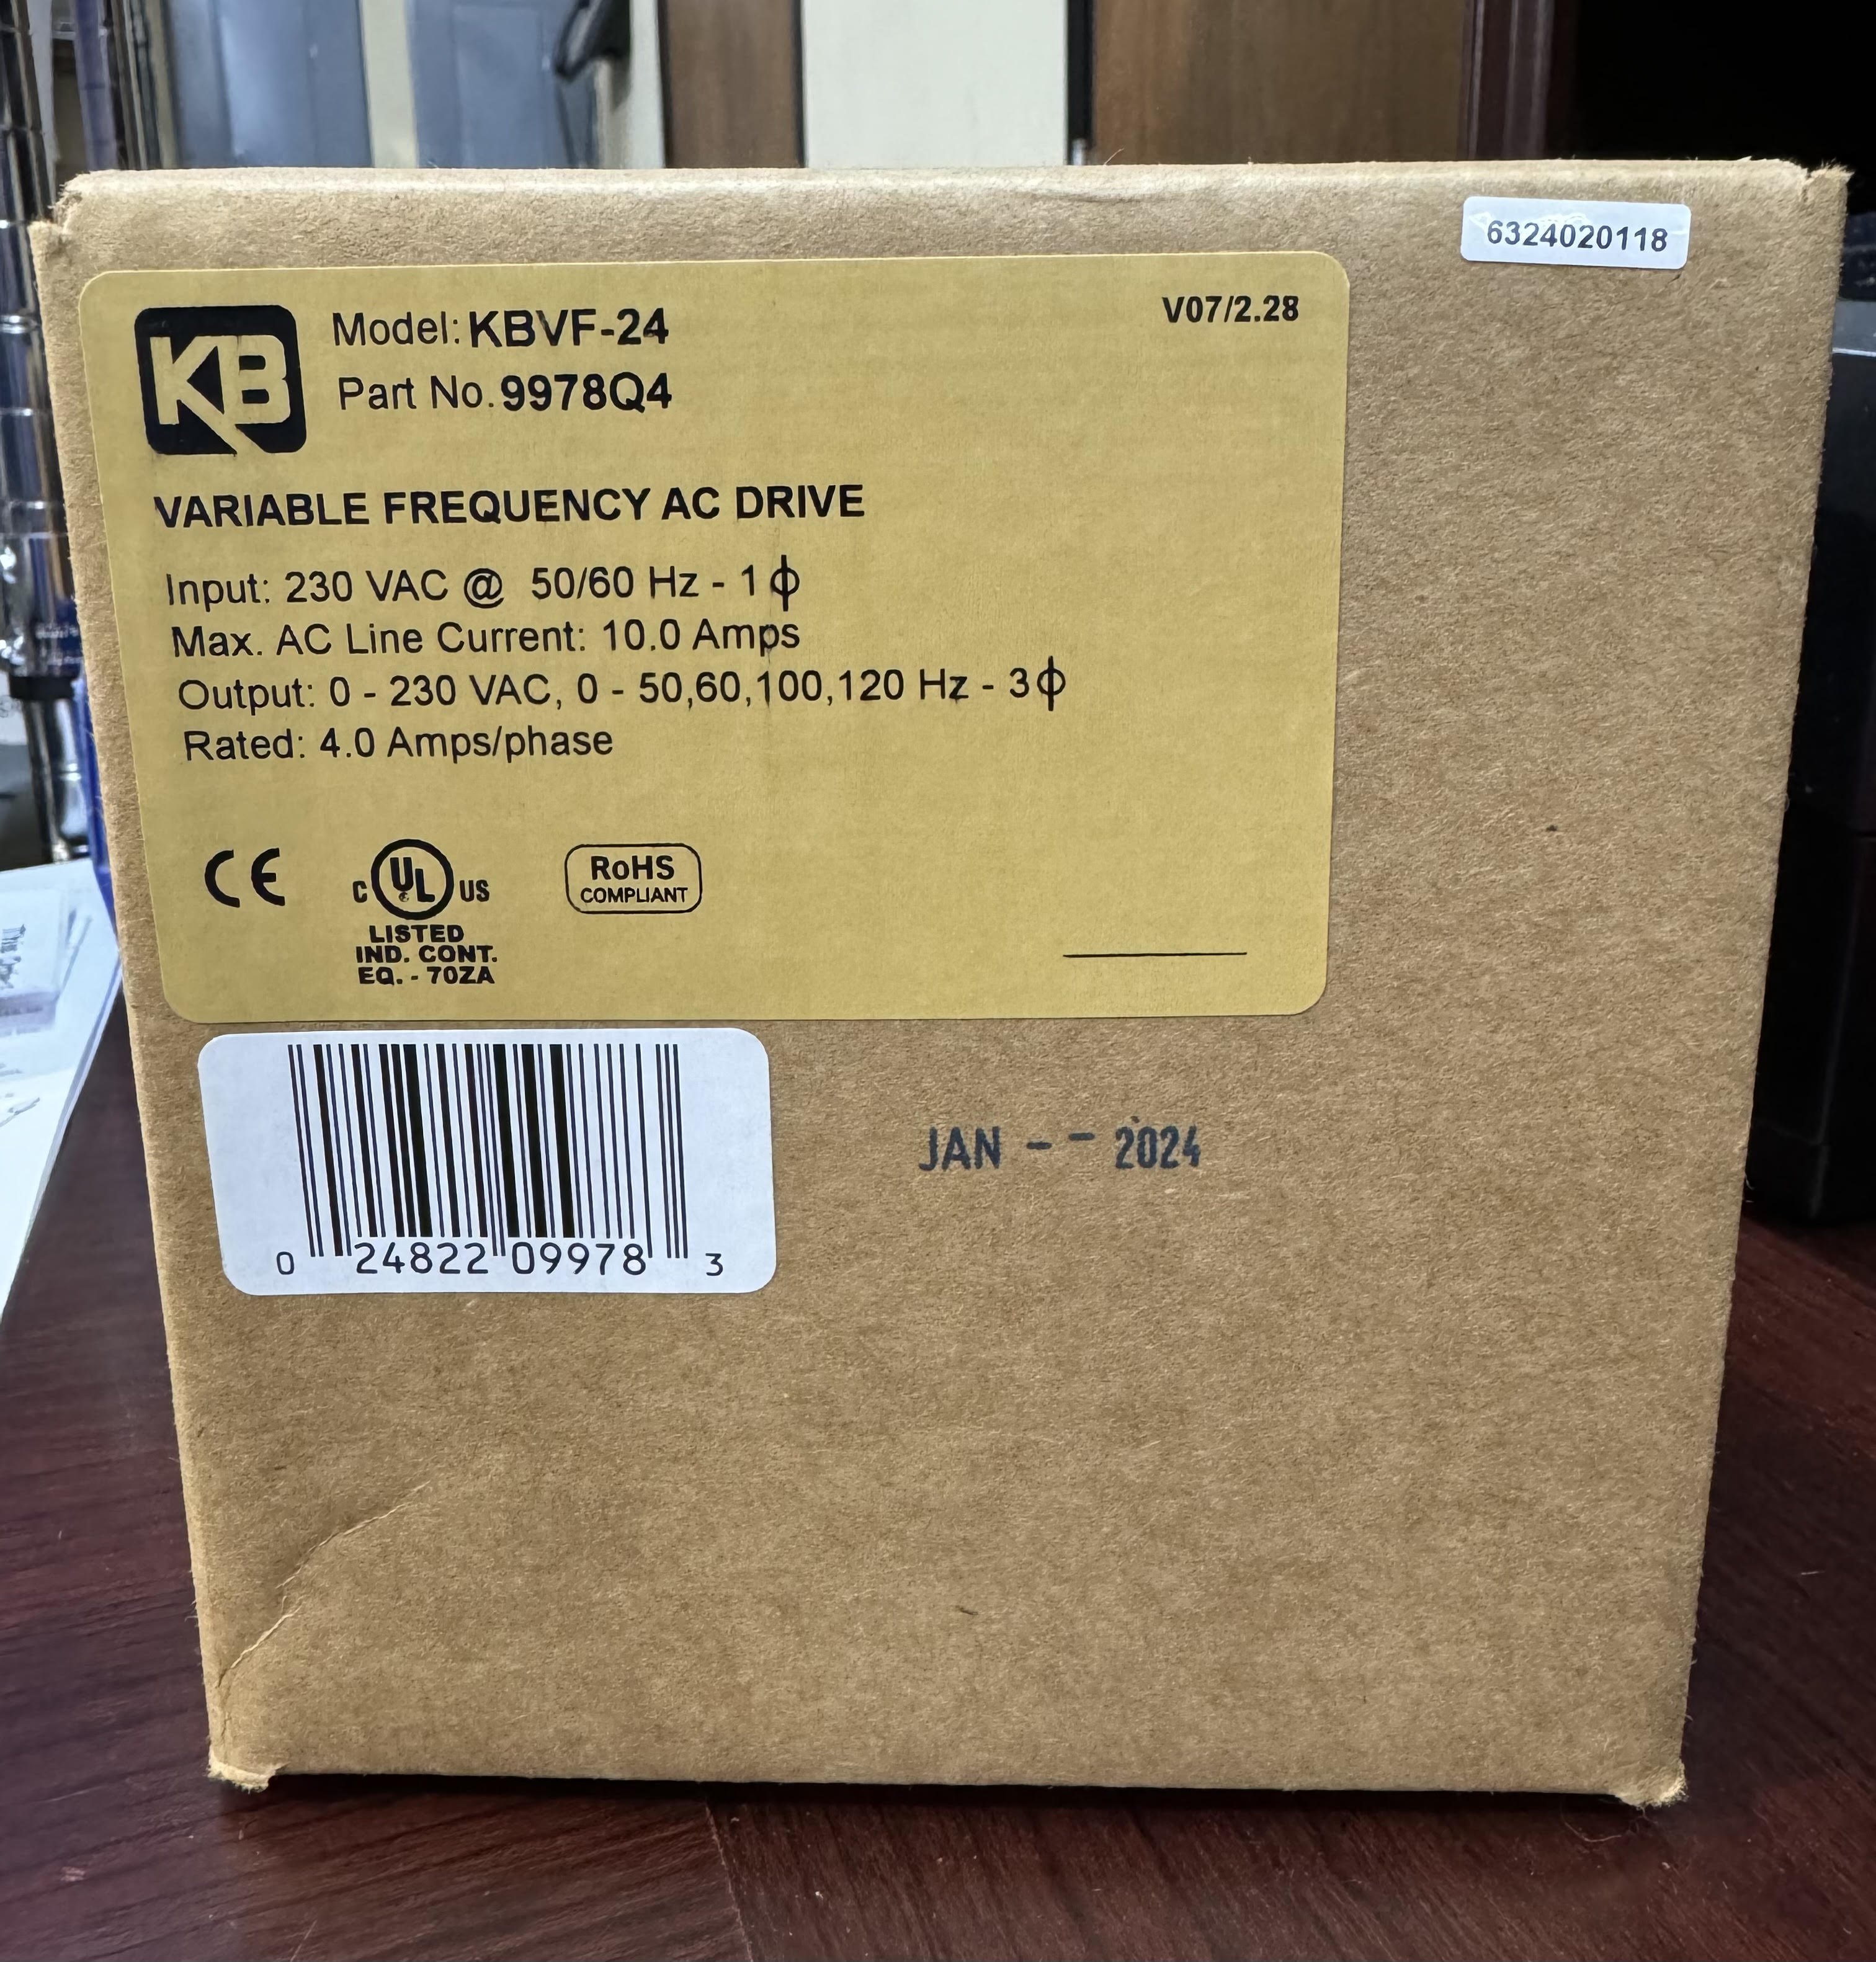 6324020118
KB
Model: KBVF-24
V07/2.28
Part No. 9978Q4
VARIABLE FREQUENCY AC DRIVE
Input: 230 VAC @ 50/60 Hz - 1 ϕ
Max. AC Line Current: 10.0 Amps
Output: 0 - 230 VAC, 0 - 50,60,100,120 Hz - 3 ϕ
Rated: 4.0 Amps/phase
CE
C UL US
LISTED
IND. CONT.
EQ. - 70ZA
RoHS
COMPLIANT
JAN - - 2024
0 24822 09978 3